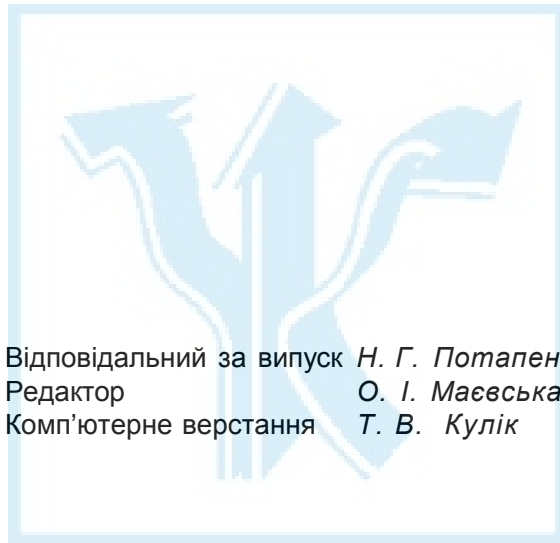 Відповідальний за випуск Н. Г. Потапен
Редактор О. І. Маєвська
Комп’ютерне верстання Т. В. Кулік